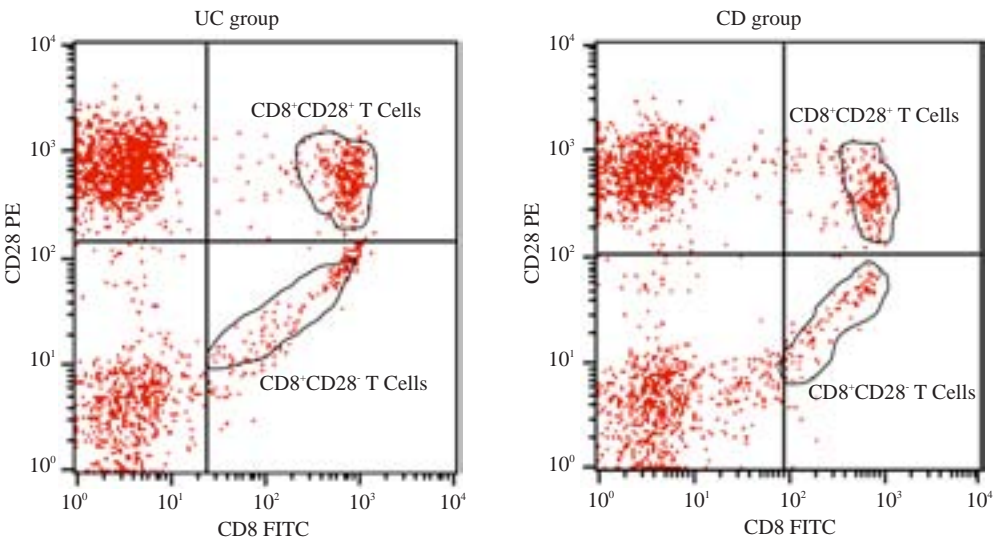 UC group
10⁴
10³
10²
10¹
10⁰
CD28 PE
CD8⁺CD28⁺ T Cells
CD8⁺CD28⁻ T Cells
10⁰ 10¹ 10² 10³ 10⁴
CD8 FITC
CD group
10⁴
10³
10²
10¹
10⁰
CD28 PE
CD8⁺CD28⁺ T Cells
CD8⁺CD28⁻ T Cells
10⁰ 10¹ 10² 10³ 10⁴
CD8 FITC